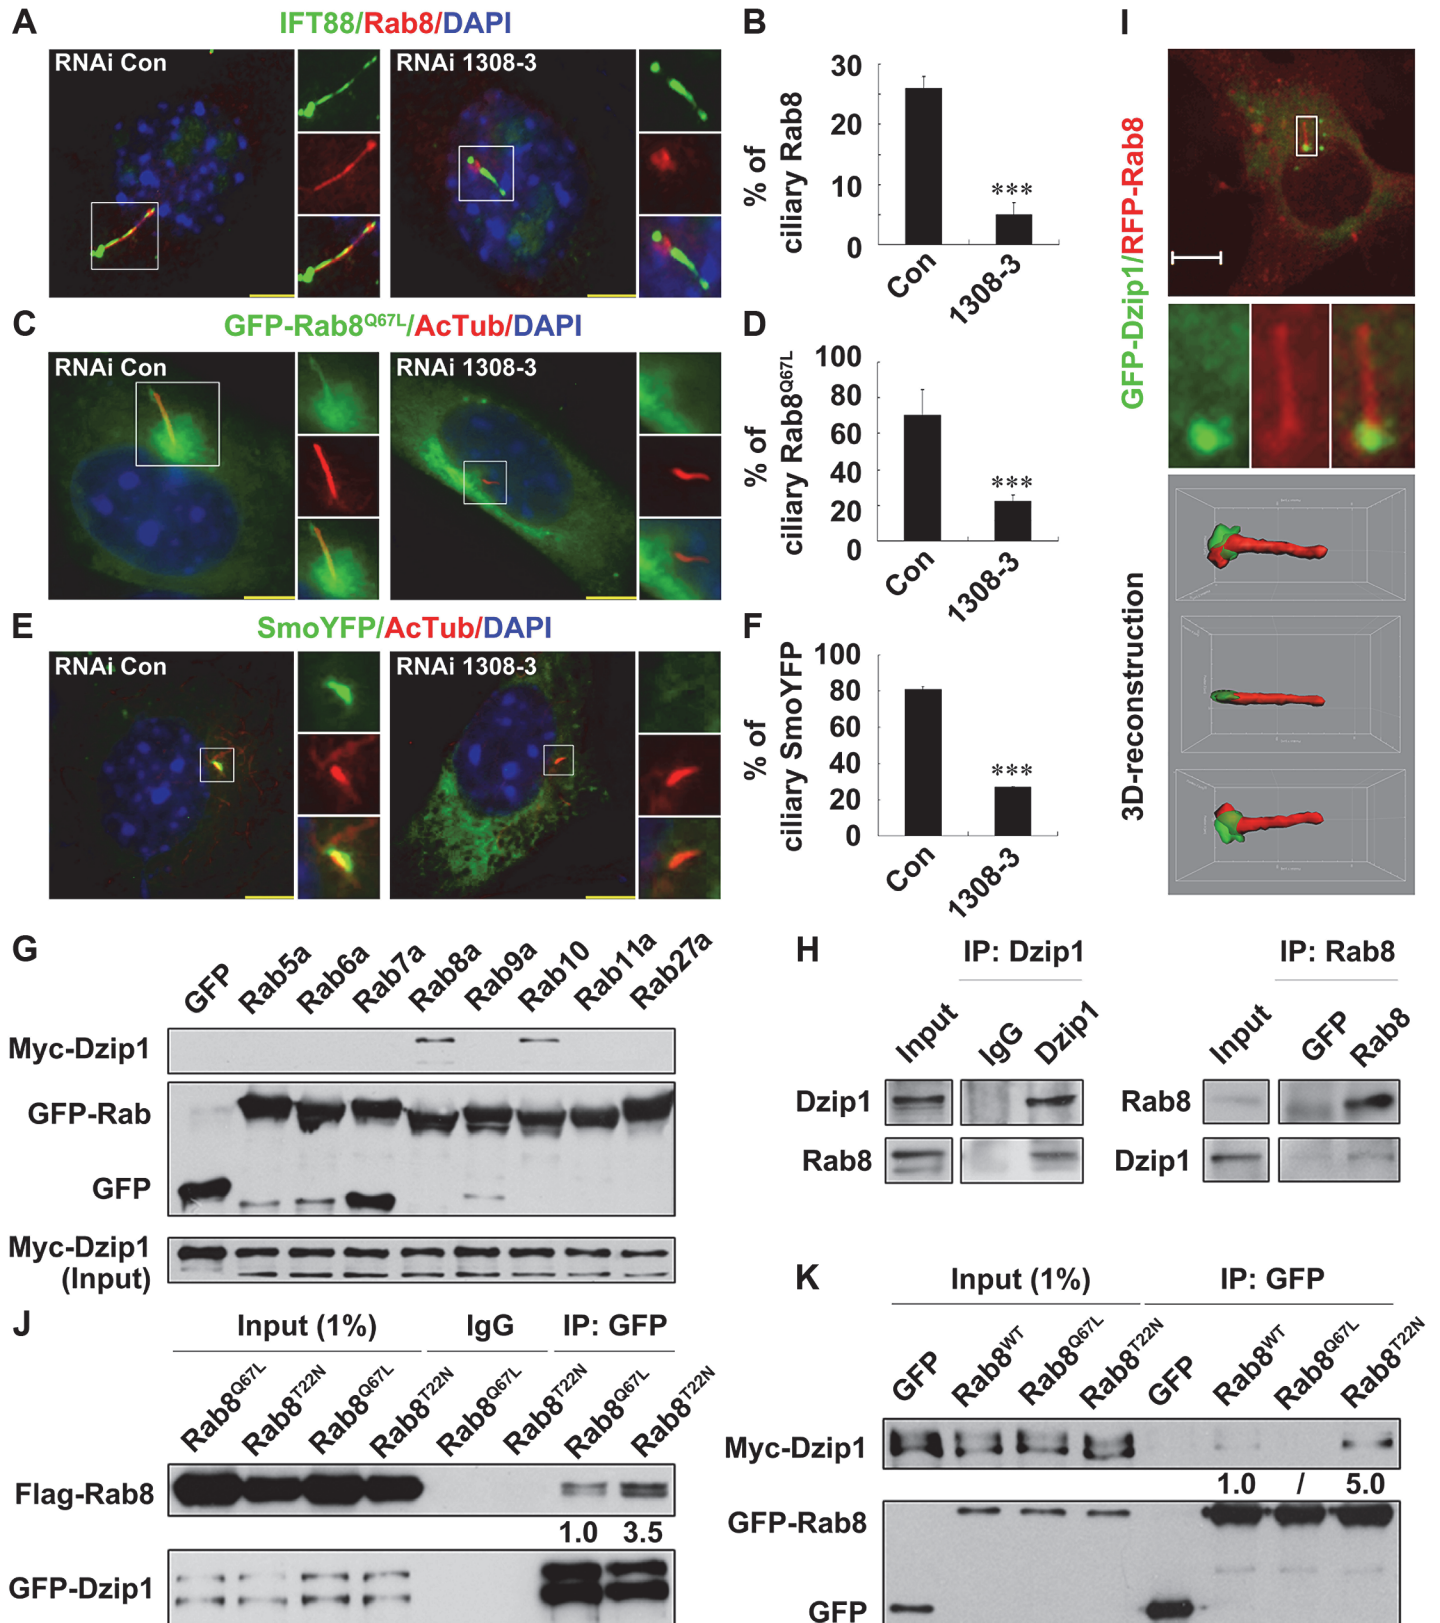 A
IFT88/Rab8/DAPI
RNAi Con
RNAi 1308-3
B
% of
ciliary Rab8
30
20
10
0
***
Con
1308-3
C
GFP-Rab8Q67L/AcTub/DAPI
RNAi Con
RNAi 1308-3
D
% of
ciliary Rab8Q67L
100
80
60
40
20
0
***
Con
1308-3
E
SmoYFP/AcTub/DAPI
RNAi Con
RNAi 1308-3
F
% of
ciliary SmoYFP
100
80
60
40
20
0
***
Con
1308-3
I
GFP-Dzip1/RFP-Rab8
3D-reconstruction
G
GFP Rab5a Rab6a Rab7a Rab8a Rab9a Rab10 Rab11a Rab27a
Myc-Dzip1
GFP-Rab
GFP
Myc-Dzip1
(Input)
H
IP: Dzip1
Input IgG Dzip1
Dzip1
Rab8
IP: Rab8
Input GFP Rab8
Rab8
Dzip1
J
Input (1%) IgG IP: GFP
Rab8Q67L Rab8T22N Rab8Q67L Rab8T22N Rab8Q67L Rab8T22N Rab8Q67L Rab8T22N
Flag-Rab8
1.0 3.5
GFP-Dzip1
K
Input (1%) IP: GFP
GFP Rab8WT Rab8Q67L Rab8T22N GFP Rab8WT Rab8Q67L Rab8T22N
Myc-Dzip1
1.0 / 5.0
GFP-Rab8
GFP